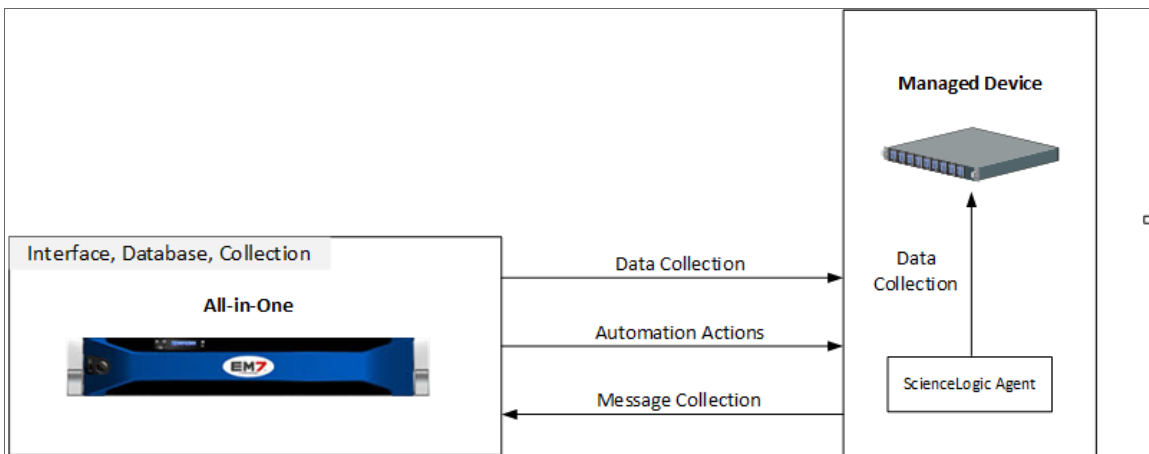 Managed Device
Interface, Database, Collection
All-in-One
EM7
Data Collection
Automation Actions
Message Collection
Data
Collection
ScienceLogic Agent